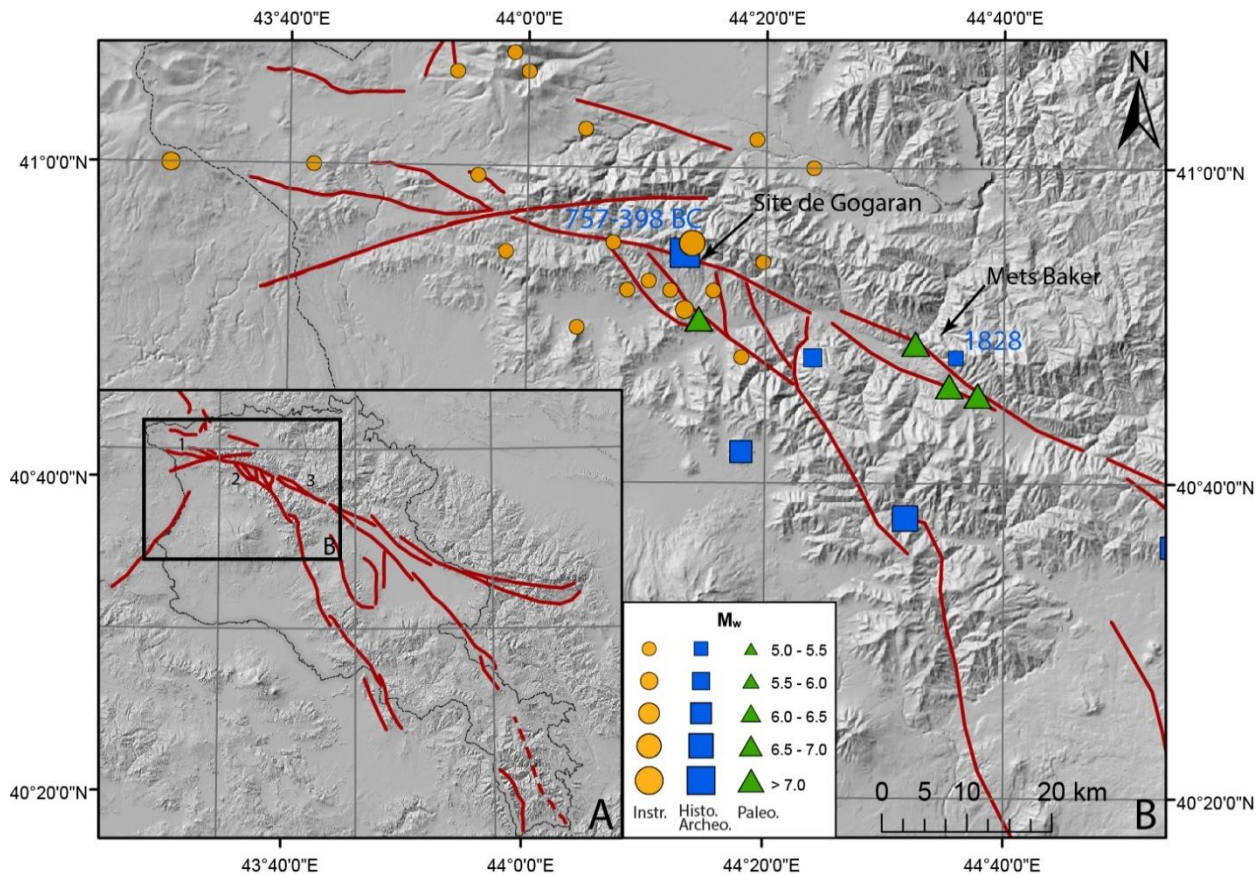 43°40'0"E 44°0'0"E 44°20'0"E 44°40'0"E
N
41°0'0"N 41°0'0"N
757-398 BC
Site de Gogaran
Mets Baker
1828
1
2
3
B
40°40'0"N 40°40'0"N
Mw
5.0 - 5.5
5.5 - 6.0
6.0 - 6.5
6.5 - 7.0
> 7.0
Instr. Histo. Paleo.
Archeo.
0 5 10 20 km
40°20'0"N 40°20'0"N
A B
43°40'0"E 44°0'0"E 44°20'0"E 44°40'0"E